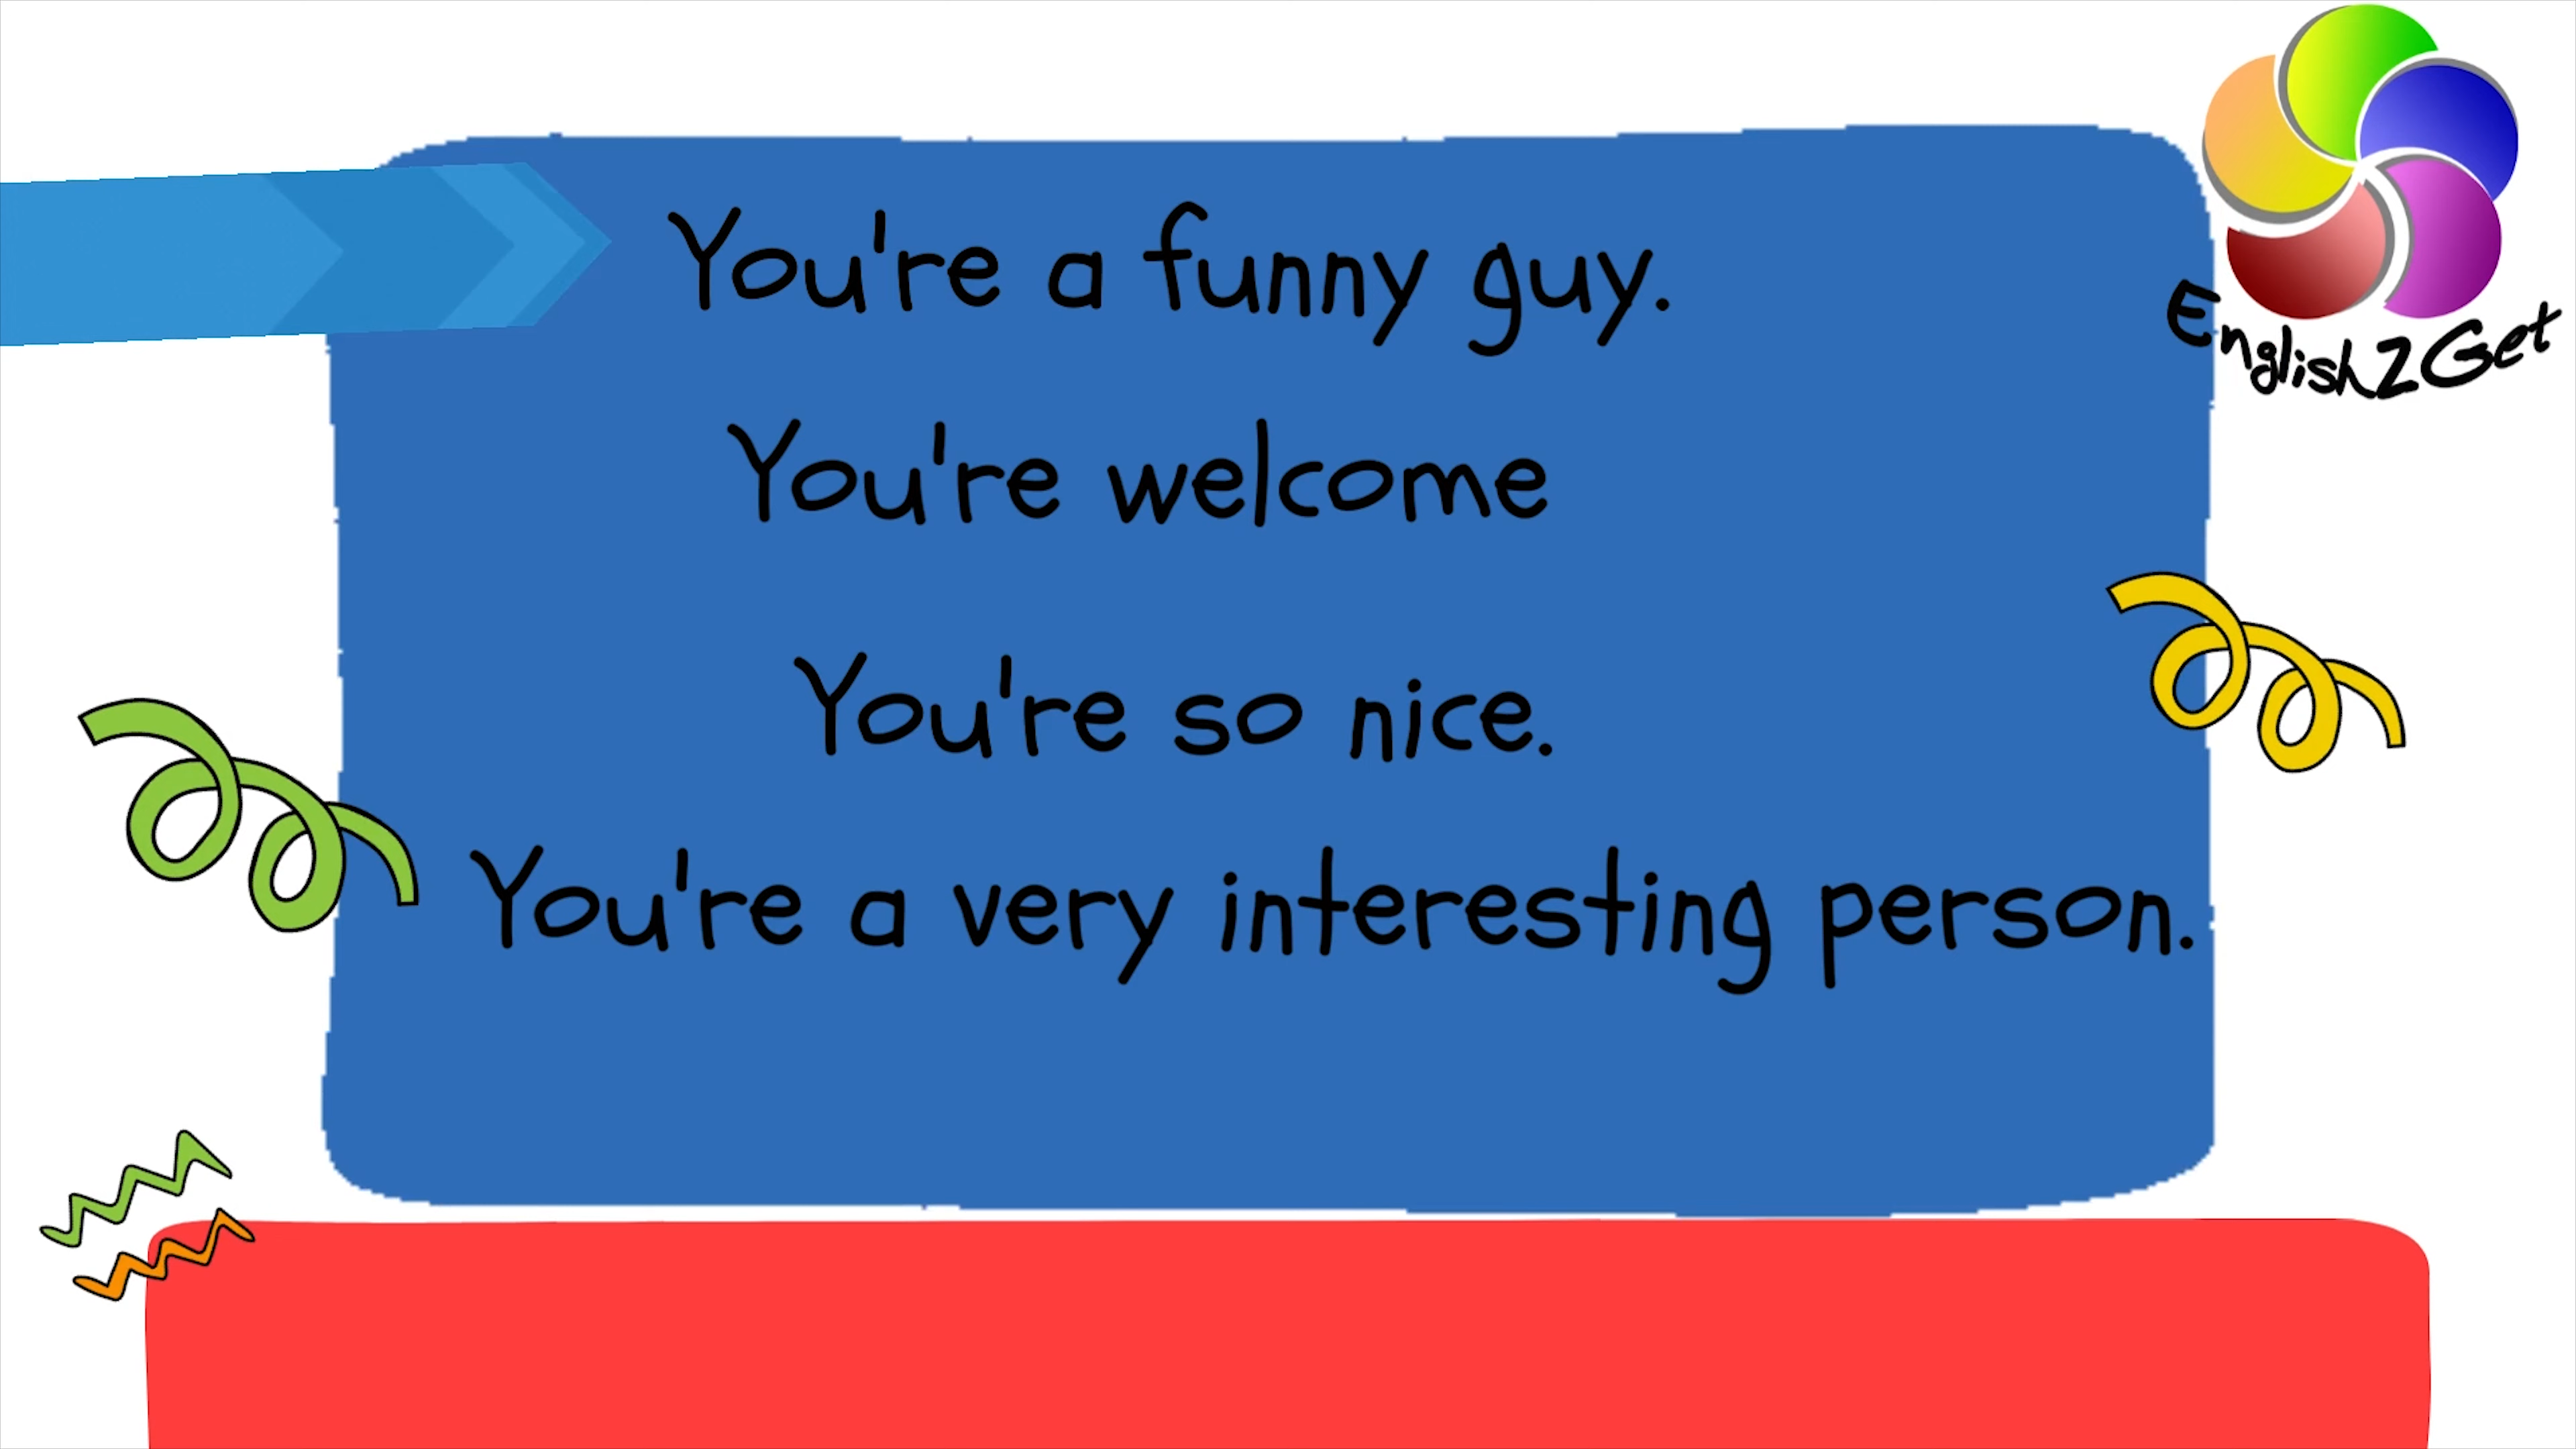 You're a funny guy.
English2Get
You're welcome
You're so nice.
You're a very interesting person.